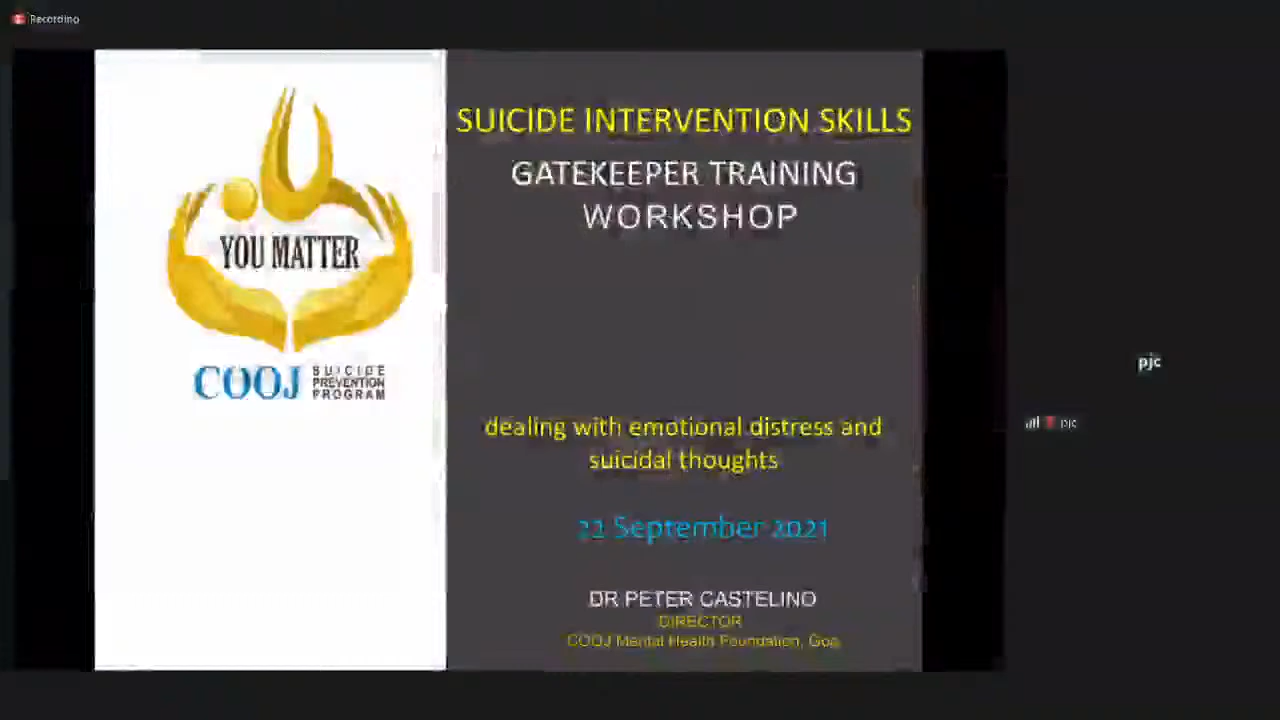 Recording
SUICIDE INTERVENTION SKILLS
GATEKEEPER TRAINING
WORKSHOP
YOU MATTER
COOJ SUICIDE
PREVENTION
PROGRAM
dealing with emotional distress and
suicidal thoughts
September 2021
DR PETER CASTELINO
DIRECTOR
COOJ Mental Health Foundation, Goa
pjc
pjc